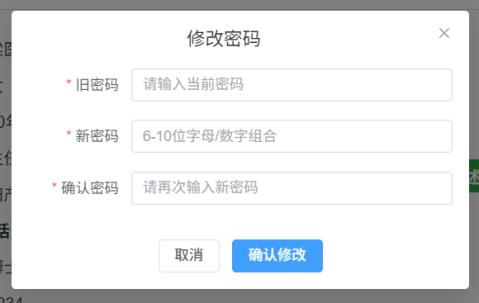 修改密码
* 旧密码 请输入当前密码
* 新密码 6-10位字母/数字组合
* 确认密码 请再次输入新密码
取消 确认修改